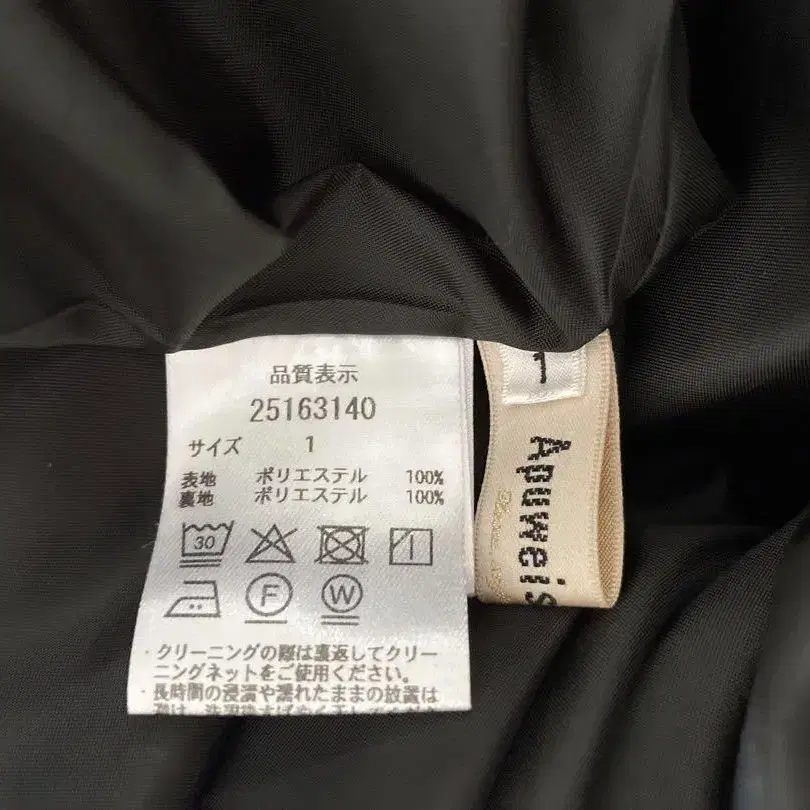 品質表示
25163140
サイズ 1
表地 ポリエステル 100%
裏地 ポリエステル 100%
30
F
W
・クリーニングの際は裏返してクリー
ニングネットをご使用ください。
・長時間の浸漬や濡れたままの放置は
Apuweis